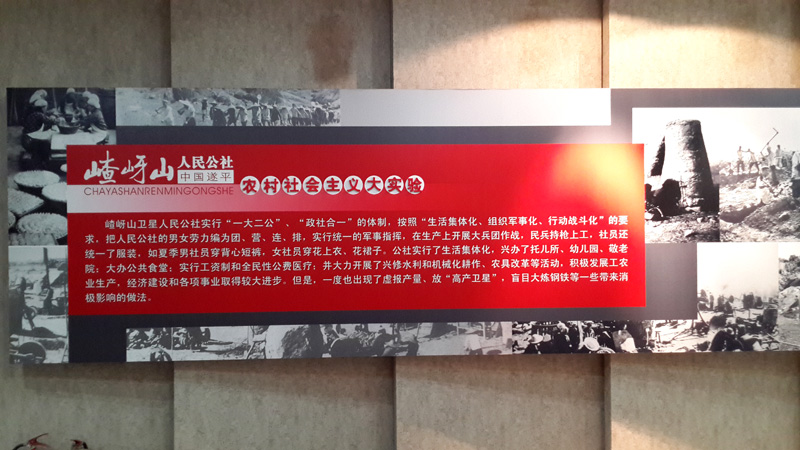 嵖岈山
人民公社
中国遂平
CHAYASHANRENMINGONGSHE
农村社会主义大实验
嵖岈山卫星人民公社实行“一大二公”、“政社合一”的体制，按照“生活集体化、组织军事化、行动战斗化”的要
求，把人民公社的男女劳力编为团、营、连、排，实行统一的军事指挥，在生产上开展大兵团作战，民兵持枪上工，社员还
统一了服装，如夏季男社员穿背心短裤，女社员穿花上衣、花裙子。公社实行了生活集体化，兴办了托儿所、幼儿园、敬老
院；大办公共食堂；实行工资制和全民性公费医疗；并大力开展了兴修水利和机械化耕作、农具改革等活动，积极发展工农
业生产，经济建设和各项事业取得较大进步。但是，一度也出现了虚报产量、放“高产卫星”，盲目大炼钢铁等一些带来消
极影响的做法。